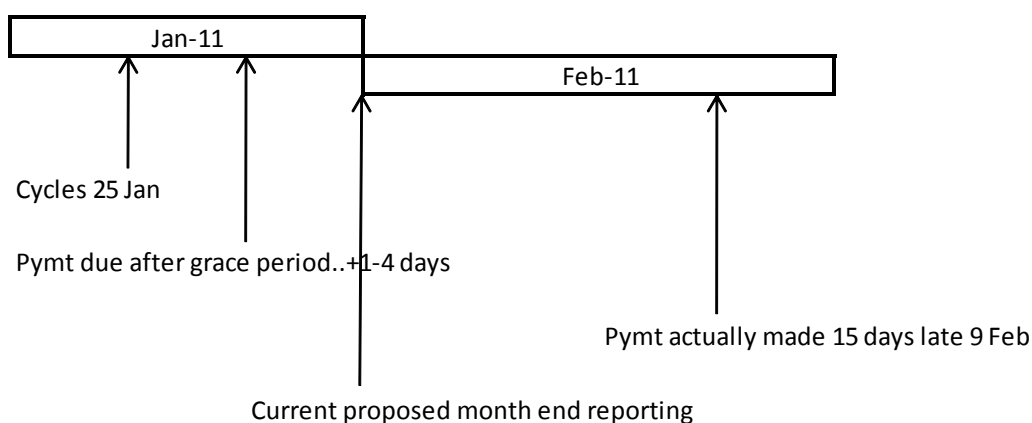 Jan-11
Feb-11
Cycles 25 Jan
Pymt due after grace period..+1-4 days
Pymt actually made 15 days late 9 Feb
Current proposed month end reporting